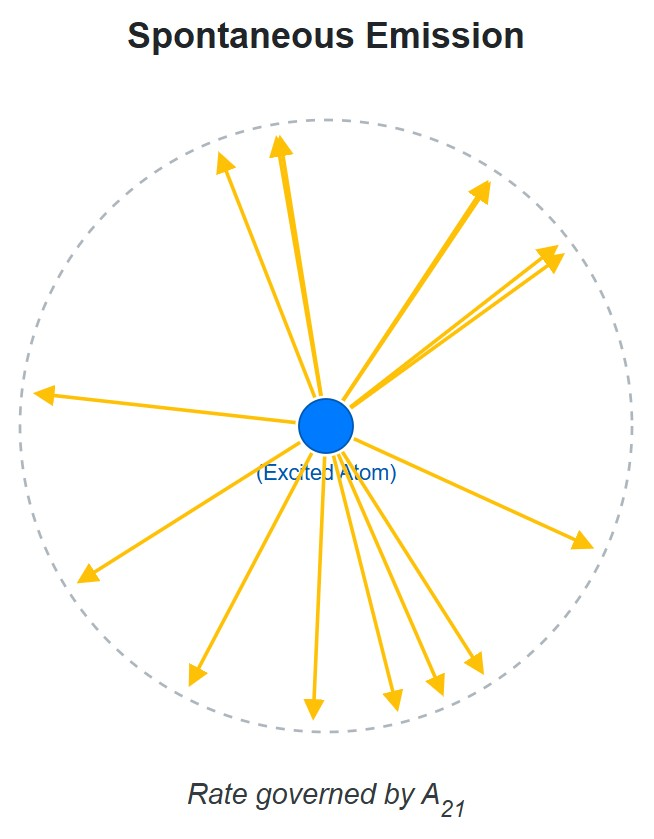 Spontaneous Emission
(Excited Atom)
Rate governed by A21